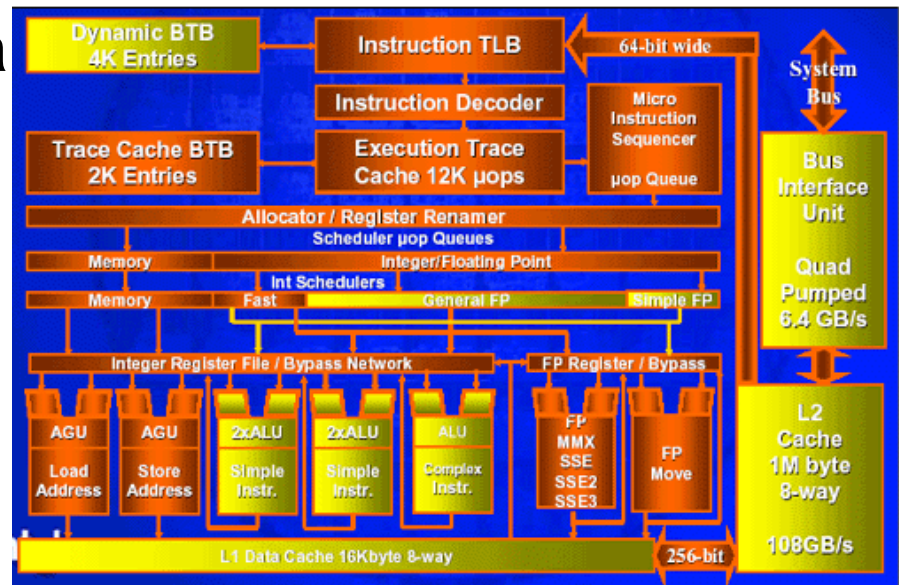 Dynamic BTB
4K Entries
Instruction TLB
64-bit wide
System
Bus
Instruction Decoder
Micro
Instruction
Sequencer
μop Queue
Trace Cache BTB
2K Entries
Execution Trace
Cache 12K μops
Bus
Interface
Unit
Quad
Pumped
6.4 GB/s
Allocator / Register Renamer
Scheduler μop Queues
Memory
Integer/Floating Point
Int Schedulers
Memory
Fast
General FP
Simple FP
Integer Register File / Bypass Network
FP Register / Bypass
AGU
Load
Address
AGU
Store
Address
2xALU
Simple
Instr.
2xALU
Simple
Instr.
ALU
Complex
Instr.
FP
MMX
SSE
SSE2
SSE3
FP
Move
L2
Cache
1M byte
8-way
108GB/s
L1 Data Cache 16Kbyte 8-way
256-bit